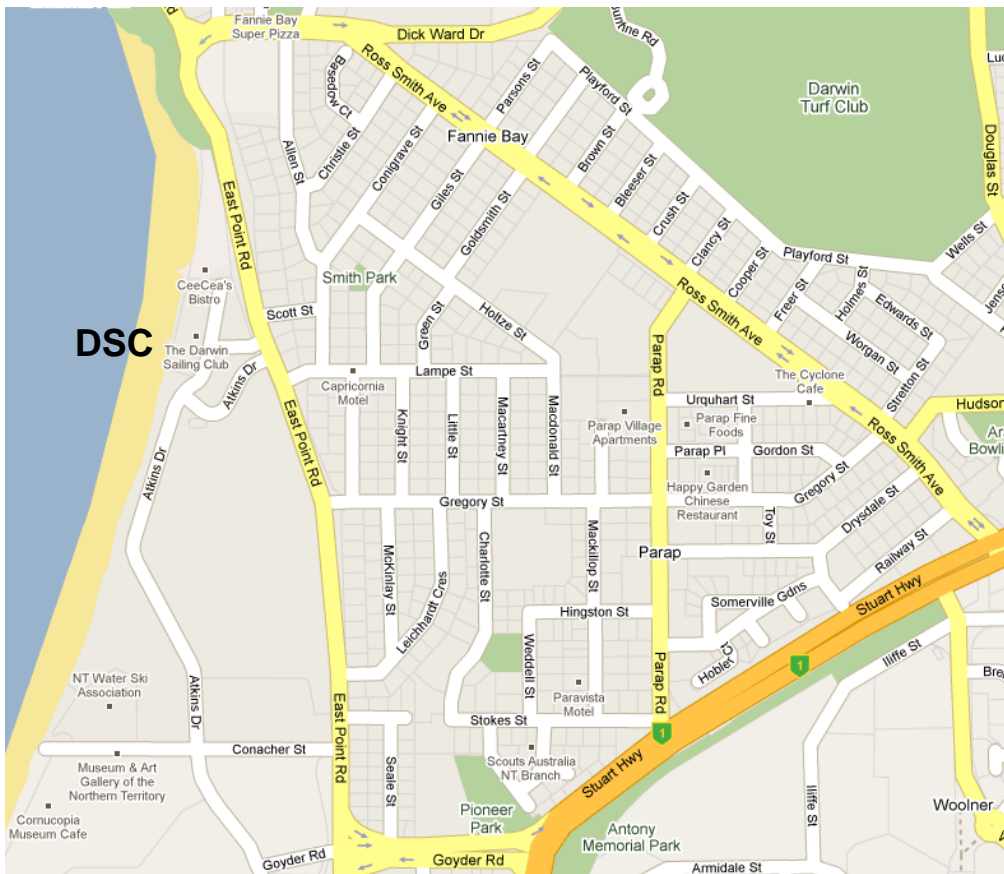 Rd
Fannie Bay
Super Pizza
Dick Ward Dr
Ross Smith Ave
Basedow Ct
Parsons St
Playford St
Darwin
Turf Club
Douglas St
Fannie Bay
Allen St
Christie St
Conigrave St
Giles St
Goldsmith St
Brown St
Bleeser St
Crush St
Clancy St
Cooper St
Playford St
Wells St
East Point Rd
CeeCea's
Bistro
Smith Park
Scott St
DSC
The Darwin
Sailing Club
Green St
Holtze St
Ross Smith Ave
Freer St
Holmes St
Edwards St
Worgan St
Stretton St
Parap Rd
Atkins Dr
Lampe St
Capricornia
Motel
The Cyclone
Cafe
Urquhart St
Hudson
East Point Rd
Knight St
Little St
Macartney St
Macdonald St
Parap Village
Apartments
Parap Fine
Foods
Ross Smith Ave
Parap Pl
Gordon St
Atkins Dr
Gregory St
Happy Garden
Chinese
Restaurant
Gregory St
Toy St
Drysdale St
McKinlay St
Leichhardt Cres
Charlotte St
Mackillop St
Parap
Railway St
Stuart Hwy
Hingston St
Somerville Gdns
Weddell St
Hoblet Ct
Parap Rd
Iliffe St
1
NT Water Ski
Association
Atkins Dr
East Point Rd
Paravista
Motel
Stokes St
1
Conacher St
Museum & Art
Gallery of the
Northern Territory
Seale St
Scouts Australia
NT Branch
Stuart Hwy
Iliffe St
Cornucopia
Museum Cafe
Pioneer
Park
Antony
Memorial Park
Woolner
Goyder Rd
Goyder Rd
Armidale St